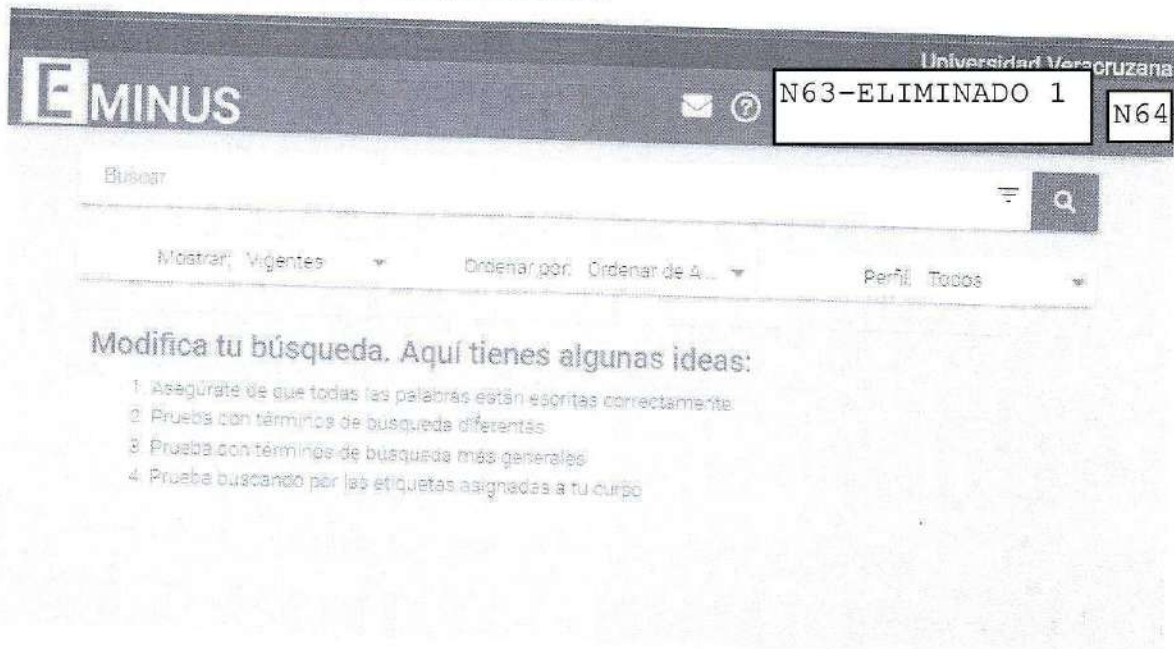 Universidad Veracruzana
EMINUS
N63-ELIMINADO 1
N64
Buscar
Mostrar: Vigentes Ordenar por: Ordenar de A... Perfil: Todos
Modifica tu búsqueda. Aquí tienes algunas ideas:
1. Asegúrate de que todas las palabras están escritas correctamente
2. Prueba con términos de búsqueda diferentes
3. Prueba con términos de búsqueda más generales
4. Prueba buscando por las etiquetas asignadas a tu curso